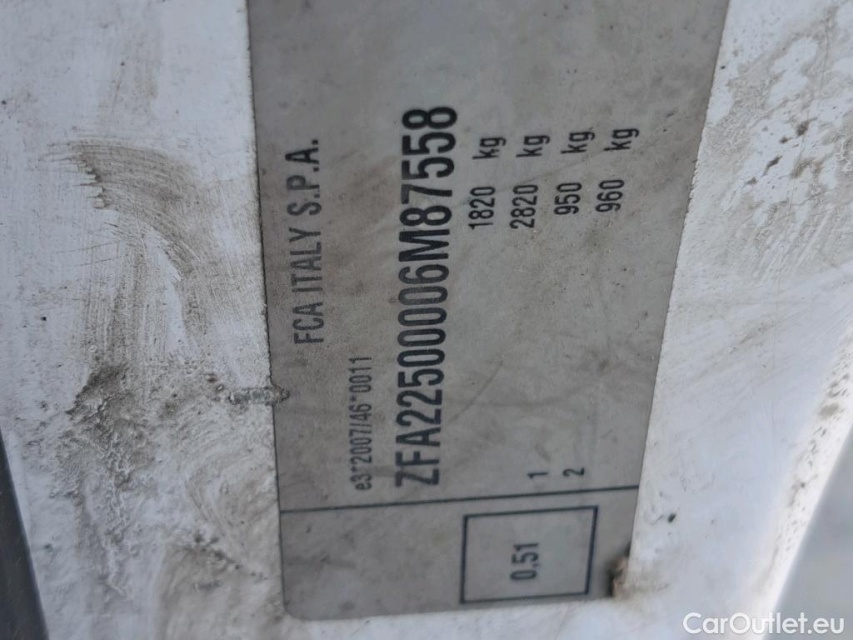 FCA ITALY S.P.A.
e3*2007/46*0011
ZFA22500006M87558
1820 kg
2820 kg
1 950 kg
2 960 kg
0,51
CarOutlet.eu